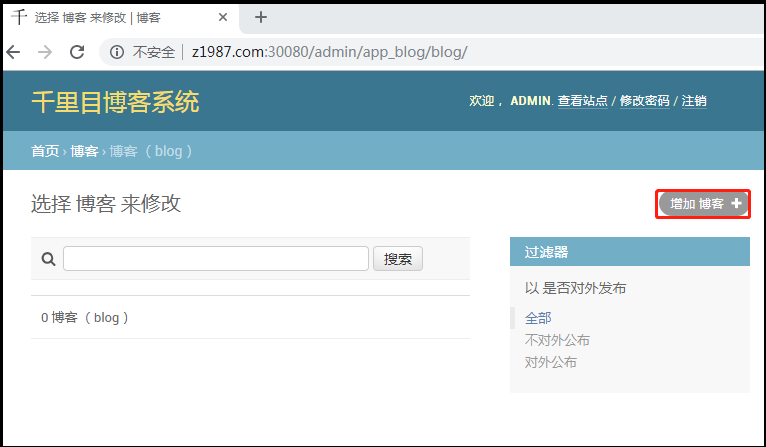 千 选择 博客 来修改 | 博客
不安全 | z1987.com:30080/admin/app_blog/blog/
千里目博客系统
欢迎， ADMIN. 查看站点 / 修改密码 / 注销
首页 › 博客 › 博客（blog）
选择 博客 来修改
增加 博客
搜索
过滤器
以 是否对外发布
全部
不对外公布
对外公布
0 博客（blog）